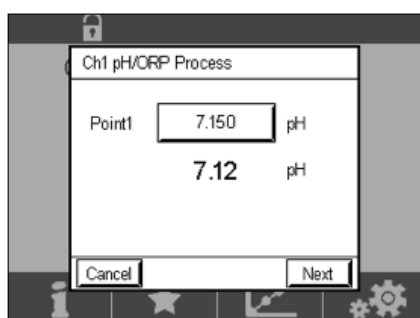 Ch1 pH/ORP Process
Point1 7.150 pH
7.12 pH
Cancel Next